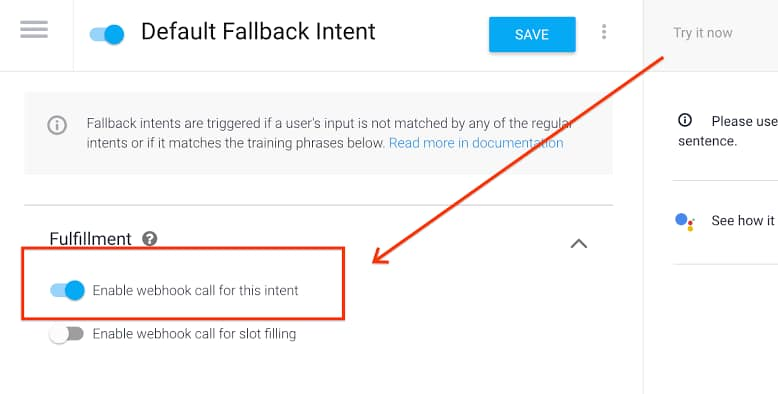 Default Fallback Intent
SAVE
Try it now
Fallback intents are triggered if a user's input is not matched by any of the regular
intents or if it matches the training phrases below. Read more in documentation
Please use
sentence.
See how it
Fulfillment
Enable webhook call for this intent
Enable webhook call for slot filling